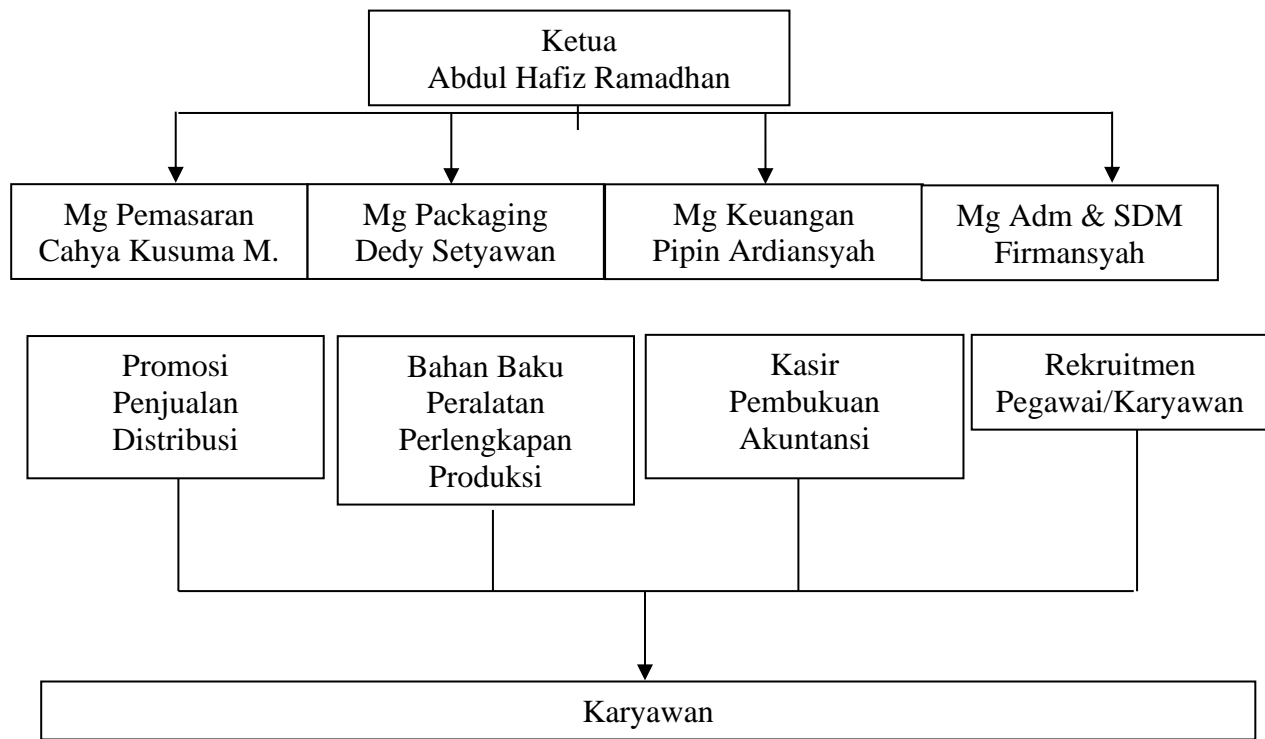 Ketua
Abdul Hafiz Ramadhan
Mg Pemasaran
Cahya Kusuma M.
Mg Packaging
Dedy Setyawan
Mg Keuangan
Pipin Ardiansyah
Mg Adm & SDM
Firmansyah
Promosi
Penjualan
Distribusi
Bahan Baku
Peralatan
Perlengkapan
Produksi
Kasir
Pembukuan
Akuntansi
Rekruitmen
Pegawai/Karyawan
Karyawan